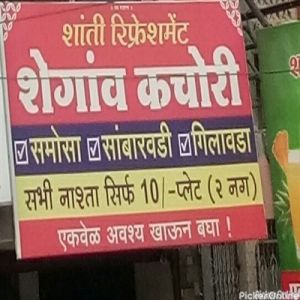 शांती रिफ्रेशमेंट
शेगांव कचोरी
समोसा सांबारवडी गिलावडा
सभी नाश्ता सिर्फ 10/-प्लेट (२ नग)
एकवेळ अवश्य खाऊन बघा !